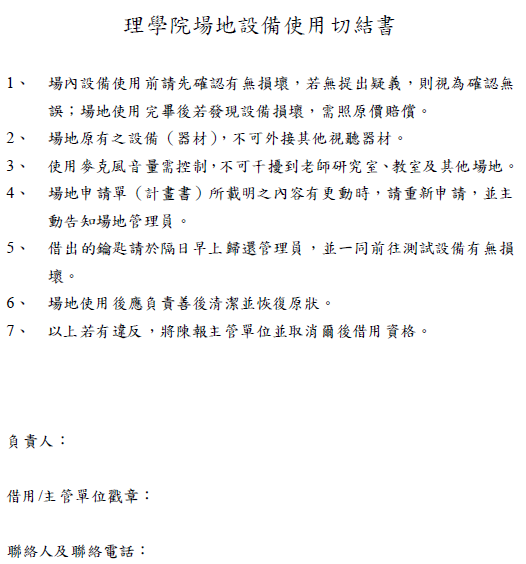 理學院場地設備使用切結書
1、 場內設備使用前請先確認有無損壞，若無提出疑義，則視為確認無
誤；場地使用完畢後若發現設備損壞，需照原價賠償。
2、 場地原有之設備（器材），不可外接其他視聽器材。
3、 使用麥克風音量需控制，不可干擾到老師研究室、教室及其他場地。
4、 場地申請單（計畫書）所載明之內容有更動時，請重新申請，並主
動告知場地管理員。
5、 借出的鑰匙請於隔日早上歸還管理員，並一同前往測試設備有無損
壞。
6、 場地使用後應負責善後清潔並恢復原狀。
7、 以上若有違反，將陳報主管單位並取消爾後借用資格。
負責人：
借用/主管單位戳章：
聯絡人及聯絡電話：